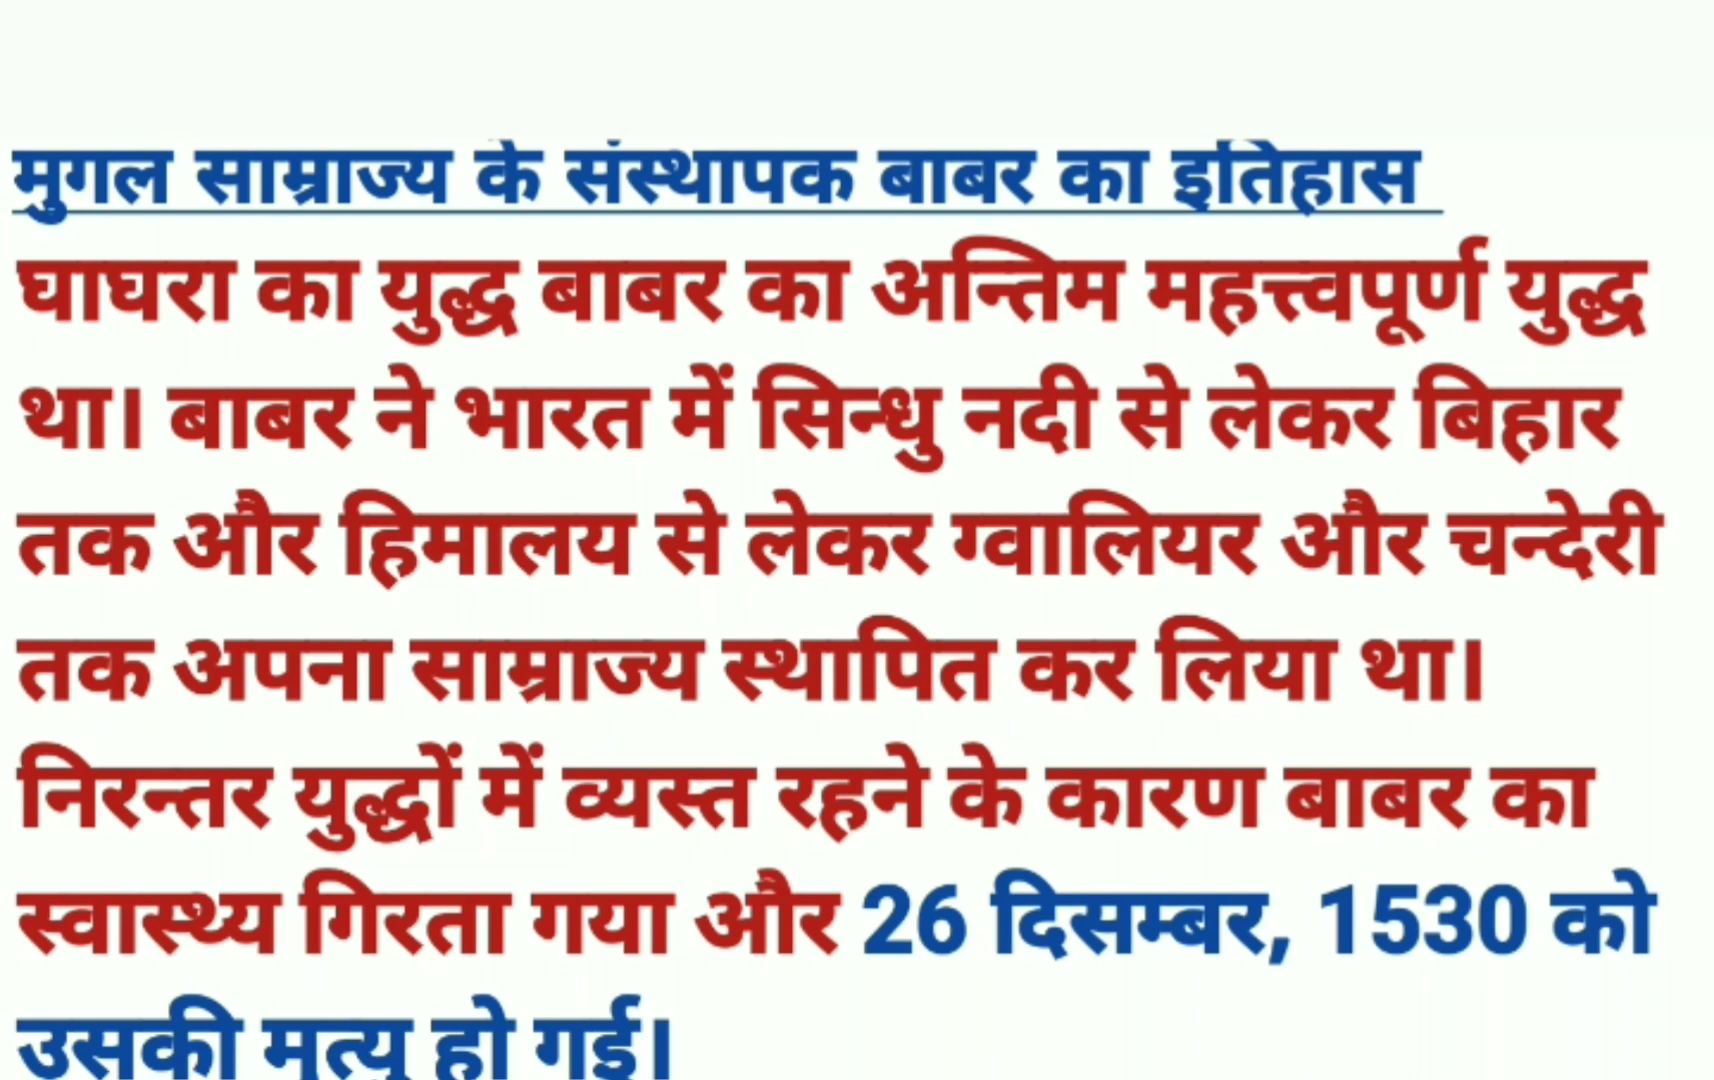 मुगल साम्राज्य के संस्थापक बाबर का इतिहास
घाघरा का युद्ध बाबर का अन्तिम महत्त्वपूर्ण युद्ध
था। बाबर ने भारत में सिन्धु नदी से लेकर बिहार
तक और हिमालय से लेकर ग्वालियर और चन्देरी
तक अपना साम्राज्य स्थापित कर लिया था।
निरन्तर युद्धों में व्यस्त रहने के कारण बाबर का
स्वास्थ्य गिरता गया और 26 दिसम्बर, 1530 को
उसकी मृत्यु हो गई।